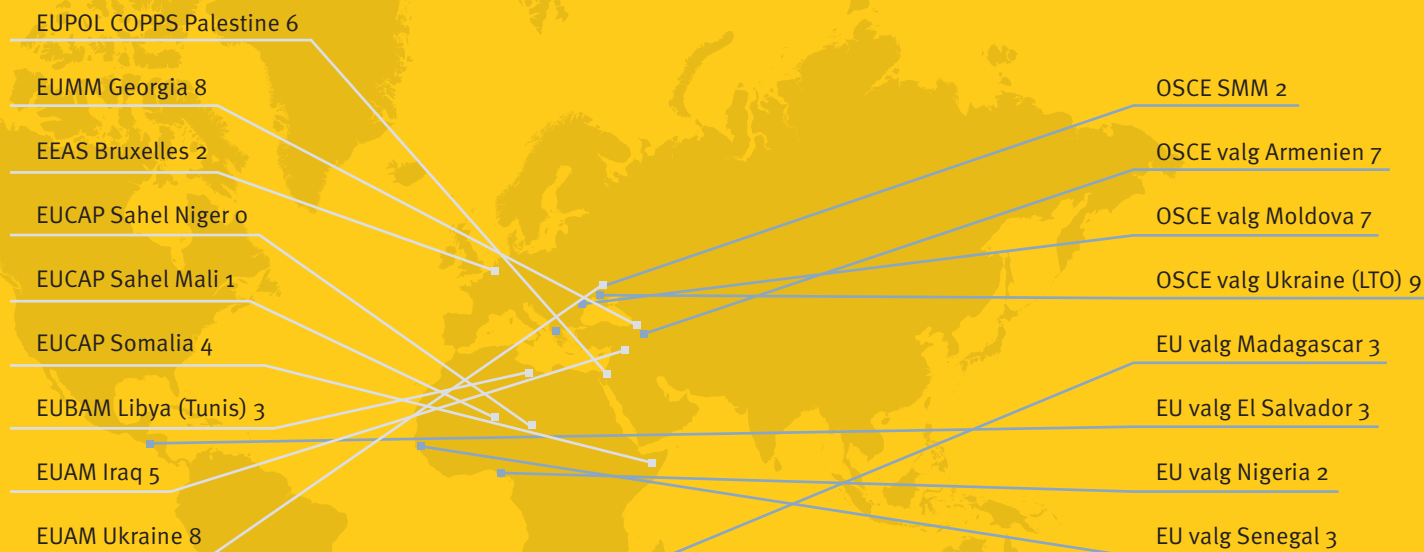 EUPOL COPPS Palestine 6
EUMM Georgia 8
EEAS Bruxelles 2
EUCAP Sahel Niger 0
EUCAP Sahel Mali 1
EUCAP Somalia 4
EUBAM Libya (Tunis) 3
EUAM Iraq 5
EUAM Ukraine 8
OSCE SMM 2
OSCE valg Armenien 7
OSCE valg Moldova 7
OSCE valg Ukraine (LTO) 9
EU valg Madagascar 3
EU valg El Salvador 3
EU valg Nigeria 2
EU valg Senegal 3